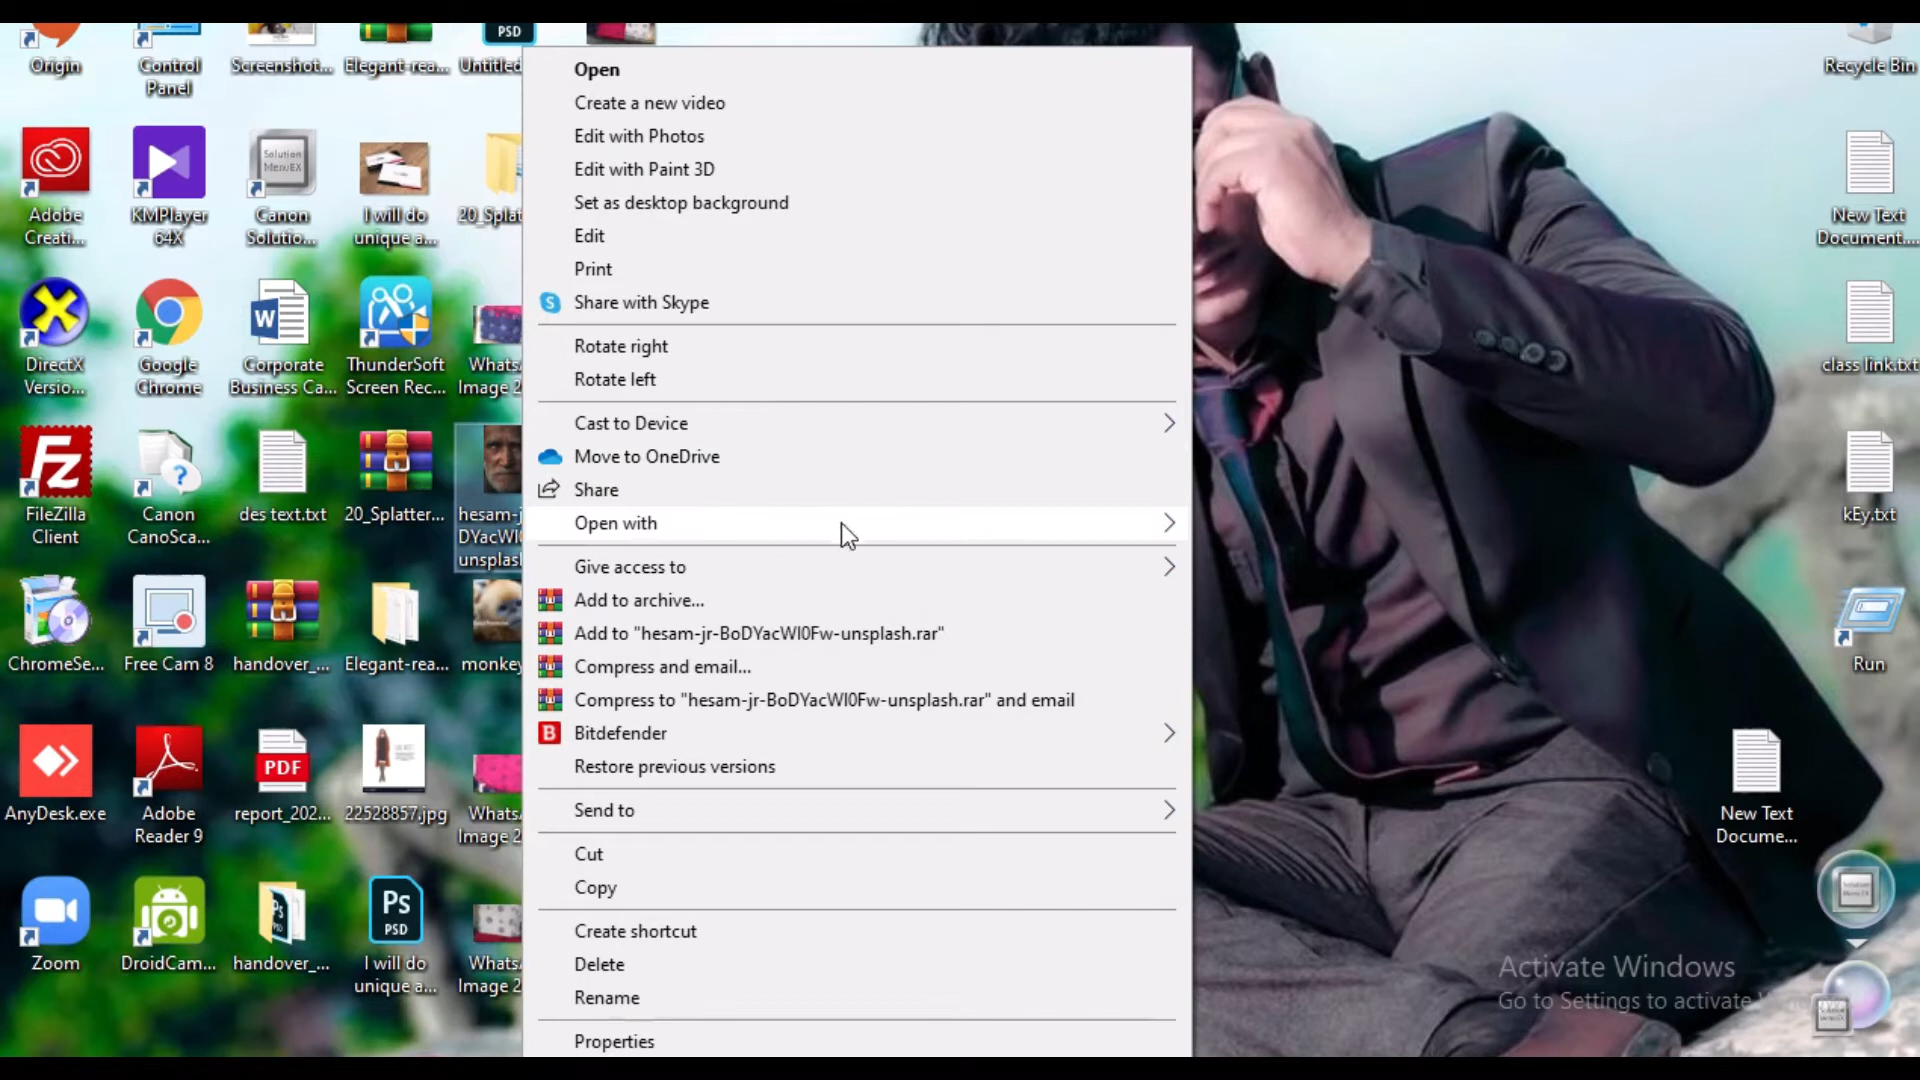 Origin
Control
Panel
Screenshot...
Elegant-rea...
PSD
Untitled
Adobe
Creati...
KMPlayer
64X
Solution
MenuEX
Canon
Solutio...
I will do
unique a...
20_Splat
DirectX
Versio...
Google
Chrome
W
Corporate
Business Ca...
ThunderSoft
Screen Rec...
Whats
Image 2
Fz
FileZilla
Client
Canon
CanoSca...
des text.txt
20_Splatter...
hesam-j
DYacWI
unsplash
ChromeSe...
Free Cam 8
handover_...
Elegant-rea...
monkey
AnyDesk.exe
Adobe
Reader 9
PDF
report_202...
22528857.jpg
Whats
Image 2
Zoom
DroidCam...
Ps
PSD
handover_...
Ps
PSD
I will do
unique a...
Whats
Image 2
Open
Create a new video
Edit with Photos
Edit with Paint 3D
Set as desktop background
Edit
Print
S
Share with Skype
Rotate right
Rotate left
Cast to Device
Move to OneDrive
Share
Open with
Give access to
Add to archive...
Add to "hesam-jr-BoDYacWI0Fw-unsplash.rar"
Compress and email...
Compress to "hesam-jr-BoDYacWI0Fw-unsplash.rar" and email
B
Bitdefender
Restore previous versions
Send to
Cut
Copy
Create shortcut
Delete
Rename
Properties
Recycle Bin
New Text
Document....
class link.txt
kEy.txt
Run
New Text
Docume...
Activate Windows
Go to Settings to activate